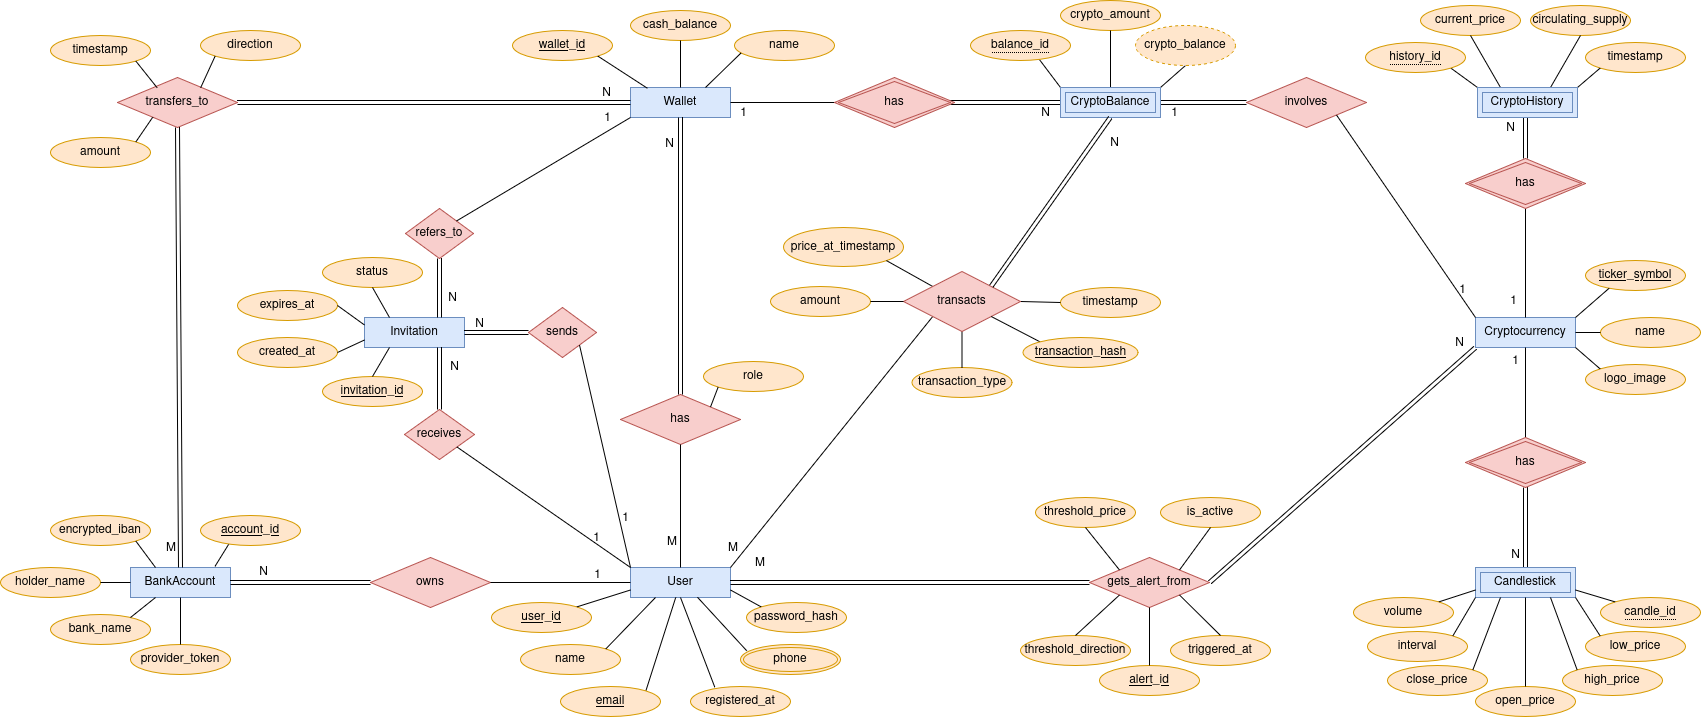 crypto_amount
current_price
circulating_supply
cash_balance
timestamp
direction
wallet_id
name
balance_id
crypto_balance
history_id
timestamp
transfers_to
N
Wallet
1
has
N
CryptoBalance
1
involves
CryptoHistory
1
N
N
N
amount
has
refers_to
price_at_timestamp
status
ticker_symbol
expires_at
N
amount
transacts
timestamp
1
1
Invitation
N
sends
Cryptocurrency
name
created_at
N
transaction_hash
N
1
invitation_id
role
transaction_type
logo_image
has
receives
has
threshold_price
is_active
encrypted_iban
account_id
1
1
M
M
M
N
holder_name
BankAccount
N
owns
1
User
M
gets_alert_from
Candlestick
bank_name
user_id
password_hash
volume
candle_id
provider_token
name
phone
threshold_direction
triggered_at
interval
low_price
email
registered_at
alert_id
close_price
high_price
open_price